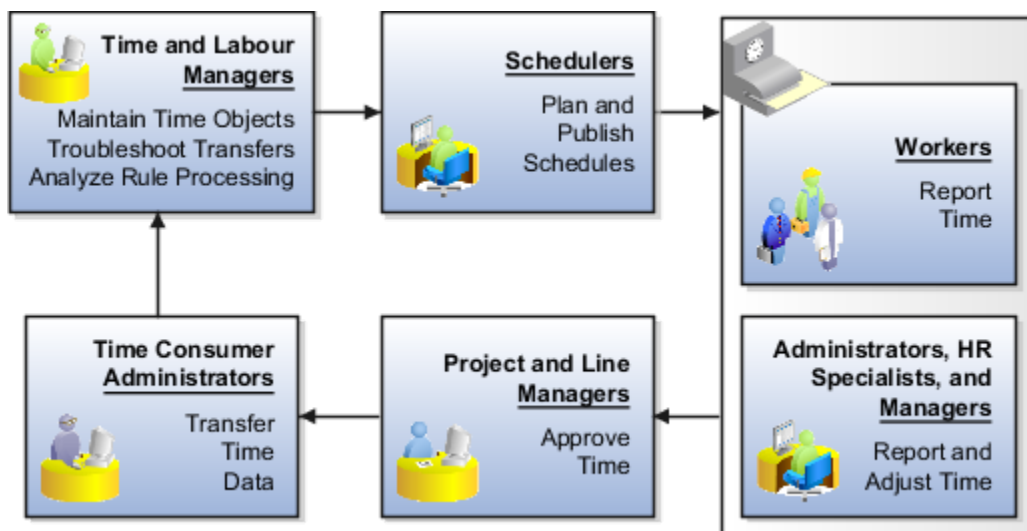 Time and Labour
Managers
Maintain Time Objects
Troubleshoot Transfers
Analyze Rule Processing
Schedulers
Plan and
Publish
Schedules
Workers
Report
Time
Administrators, HR
Specialists, and
Managers
Report and
Adjust Time
Project and Line
Managers
Approve
Time
Time Consumer
Administrators
Transfer
Time
Data